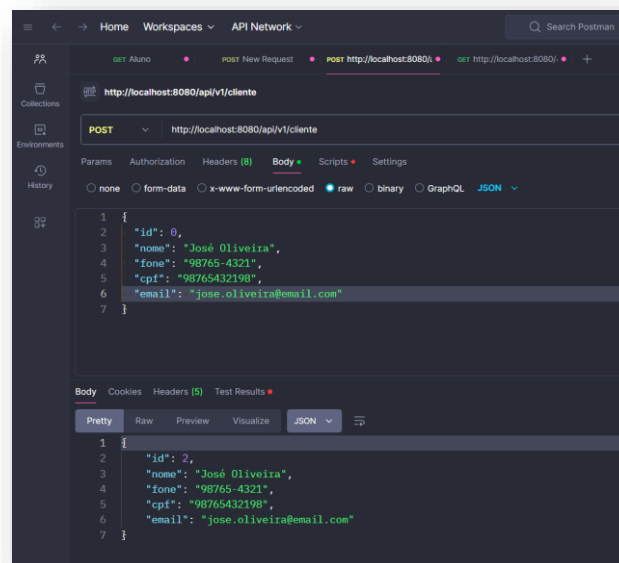 Home Workspaces API Network Search Postman
GET Aluno POST New Request POST http://localhost:8080/ GET http://localhost:8080/
HTTP http://localhost:8080/api/v1/cliente
Collections
Environments
History
POST http://localhost:8080/api/v1/cliente
Params Authorization Headers (8) Body Scripts Settings
none form-data x-www-form-urlencoded raw binary GraphQL JSON
1 {
2 "id": 0,
3 "nome": "José Oliveira",
4 "fone": "98765-4321",
5 "cpf": "98765432198",
6 "email": "jose.oliveira@email.com"
7 }
Body Cookies Headers (5) Test Results
Pretty Raw Preview Visualize JSON
1 {
2 "id": 2,
3 "nome": "José Oliveira",
4 "fone": "98765-4321",
5 "cpf": "98765432198",
6 "email": "jose.oliveira@email.com"
7 }